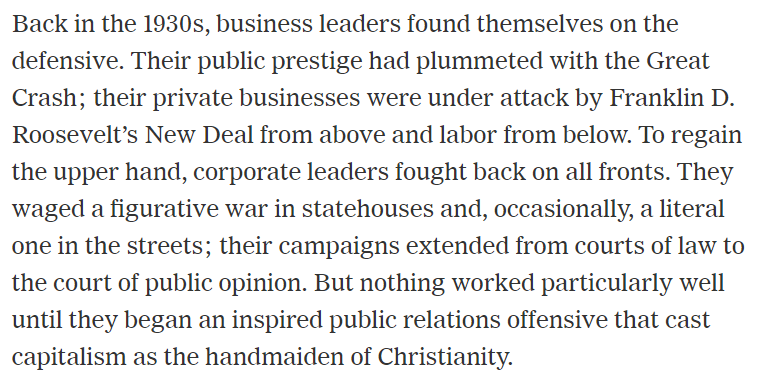 Back in the 1930s, business leaders found themselves on the
defensive. Their public prestige had plummeted with the Great
Crash; their private businesses were under attack by Franklin D.
Roosevelt’s New Deal from above and labor from below. To regain
the upper hand, corporate leaders fought back on all fronts. They
waged a figurative war in statehouses and, occasionally, a literal
one in the streets; their campaigns extended from courts of law to
the court of public opinion. But nothing worked particularly well
until they began an inspired public relations offensive that cast
capitalism as the handmaiden of Christianity.